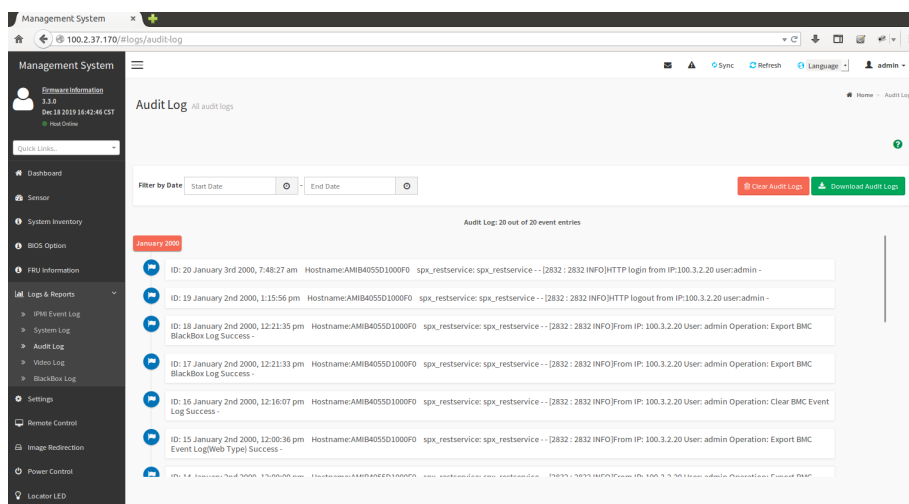 Management System
100.2.37.170/#logs/audit-log
Management System
Sync
Refresh
Language
admin
Firmware Information
3.3.0
Dec 18 2019 16:42:46 CST
Host Online
Audit Log All audit logs
Home - Audit Log
Quick Links..
Dashboard
Sensor
System Inventory
BIOS Option
FRU Information
Logs & Reports
IPMI Event Log
System Log
Audit Log
Video Log
BlackBox Log
Settings
Remote Control
Image Redirection
Power Control
Locator LED
Filter by Date
Start Date
-
End Date
Clear Audit Logs
Download Audit Logs
Audit Log: 20 out of 20 event entries
January 2000
ID: 20 January 3rd 2000, 7:48:27 am Hostname:AMIB4055D1000F0 spx_restservice: spx_restservice - - [2832 : 2832 INFO]HTTP login from IP:100.3.2.20 user:admin -
ID: 19 January 2nd 2000, 1:15:56 pm Hostname:AMIB4055D1000F0 spx_restservice: spx_restservice - - [2832 : 2832 INFO]HTTP logout from IP:100.3.2.20 user:admin -
ID: 18 January 2nd 2000, 12:21:35 pm Hostname:AMIB4055D1000F0 spx_restservice: spx_restservice - - [2832 : 2832 INFO]From IP: 100.3.2.20 User: admin Operation: Export BMC
BlackBox Log Success -
ID: 17 January 2nd 2000, 12:21:33 pm Hostname:AMIB4055D1000F0 spx_restservice: spx_restservice - - [2832 : 2832 INFO]From IP: 100.3.2.20 User: admin Operation: Export BMC
BlackBox Log Success -
ID: 16 January 2nd 2000, 12:16:07 pm Hostname:AMIB4055D1000F0 spx_restservice: spx_restservice - - [2832 : 2832 INFO]From IP: 100.3.2.20 User: admin Operation: Clear BMC Event
Log Success -
ID: 15 January 2nd 2000, 12:00:36 pm Hostname:AMIB4055D1000F0 spx_restservice: spx_restservice - - [2832 : 2832 INFO]From IP: 100.3.2.20 User: admin Operation: Export BMC
Event Log(Web Type) Success -